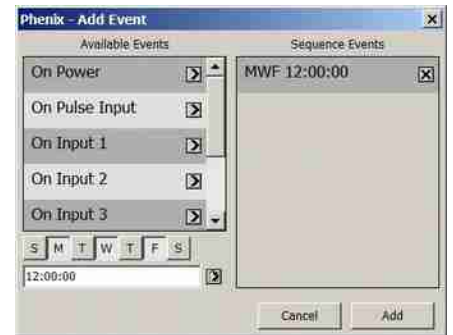 Phenix - Add Event
Available Events
Sequence Events
On Power
MWF 12:00:00
On Pulse Input
On Input 1
On Input 2
On Input 3
S M T W T F S
12:00:00
Cancel
Add